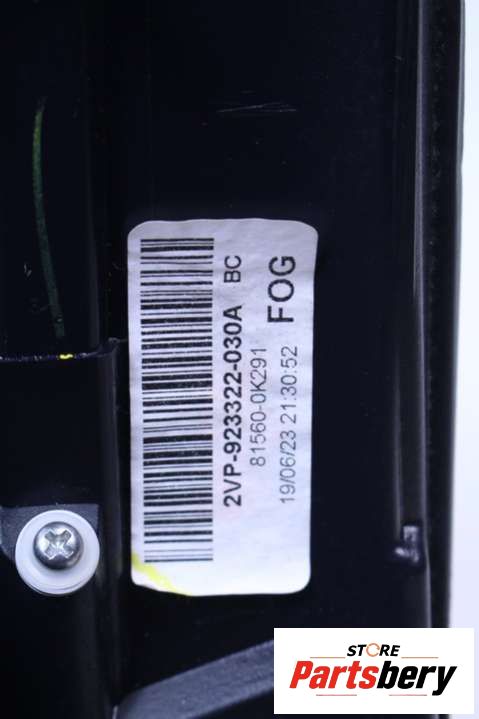 2VP-923322-030A BC
81560-0K291
19/06/23 21:30:52 FOG
STORE
Partsbery